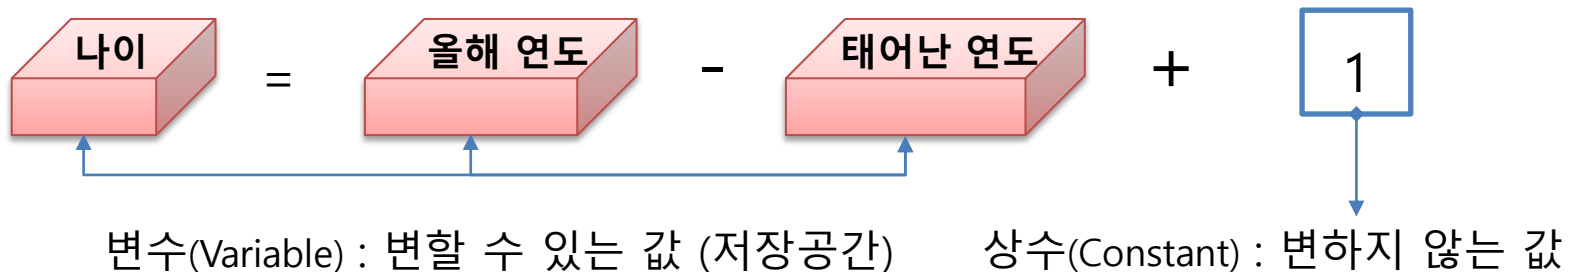 나이 = 올해 연도 - 태어난 연도 + 1
변수(Variable) : 변할 수 있는 값 (저장공간) 상수(Constant) : 변하지 않는 값